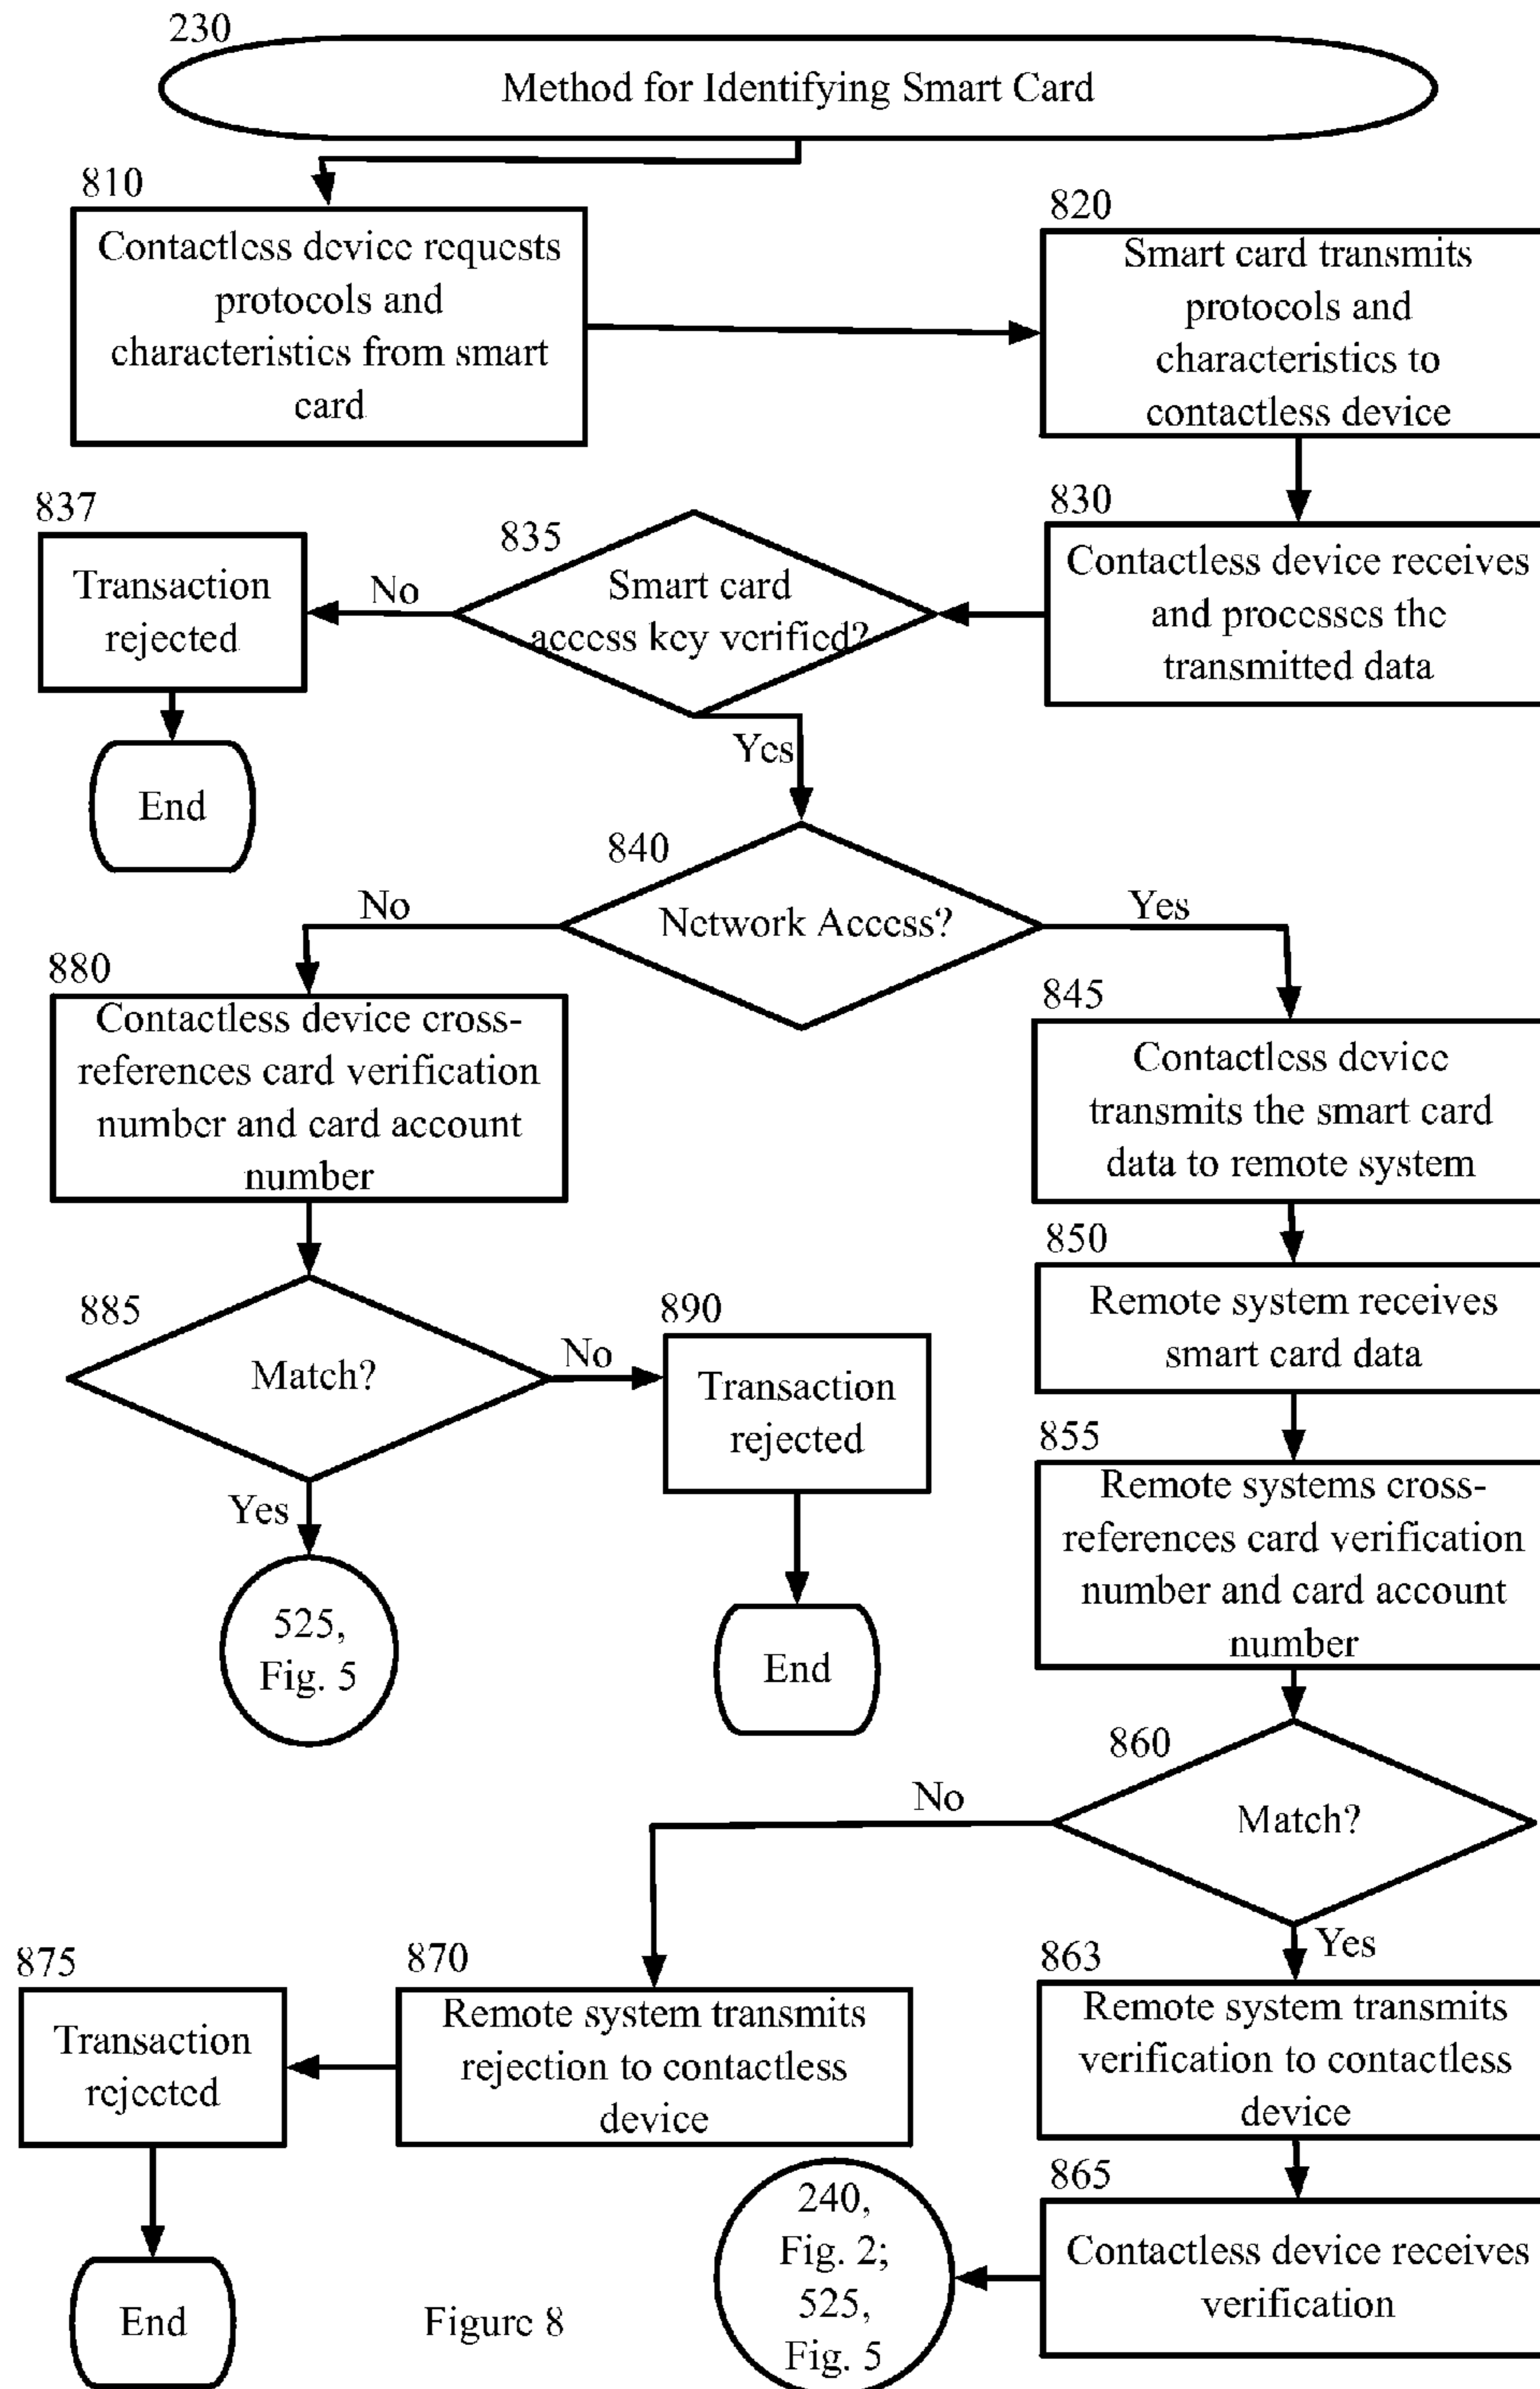 230
Method for Identifying Smart Card
810
Contactless device requests
protocols and
characteristics from smart
card
820
Smart card transmits
protocols and
characteristics to
contactless device
830
Contactless device receives
and processes the
transmitted data
835
Smart card
access key verified?
No
837
Transaction
rejected
End
Yes
840
Network Access?
No
Yes
880
Contactless device cross-
references card verification
number and card account
number
845
Contactless device
transmits the smart card
data to remote system
850
Remote system receives
smart card data
885
Match?
No
890
Transaction
rejected
End
Yes
525,
Fig. 5
855
Remote systems cross-
references card verification
number and card account
number
860
Match?
No
Yes
870
Remote system transmits
rejection to contactless
device
875
Transaction
rejected
End
863
Remote system transmits
verification to contactless
device
865
Contactless device receives
verification
240,
Fig. 2;
525,
Fig. 5
Figure 8